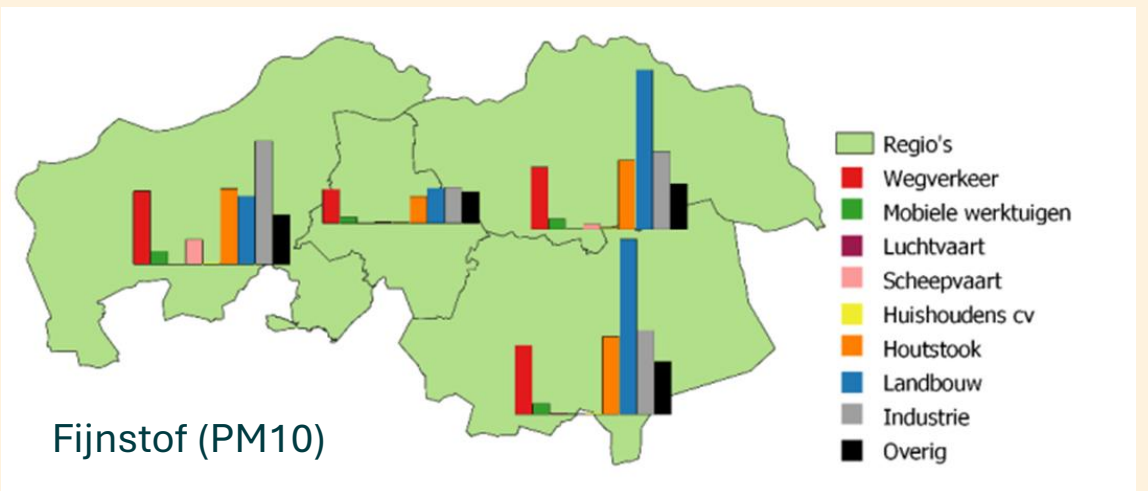 Regio's
Wegverkeer
Mobiele werktuigen
Luchtvaart
Scheepvaart
Huishoudens cv
Houtstook
Landbouw
Industrie
Overig
Fijnstof (PM10)